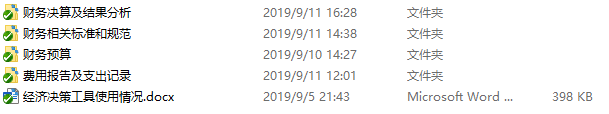 财务决算及结果分析 2019/9/11 16:28 文件夹
财务相关标准和规范 2019/9/11 14:38 文件夹
财务预算 2019/9/10 14:27 文件夹
费用报告及支出记录 2019/9/11 12:01 文件夹
经济决策工具使用情况.docx 2019/9/5 21:43 Microsoft Word ... 398 KB